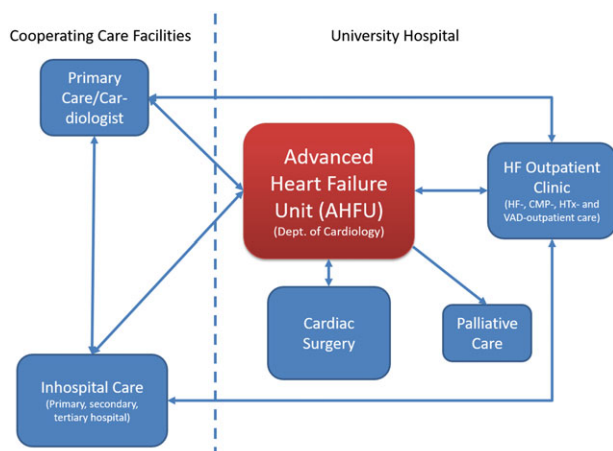 Cooperating Care Facilities
University Hospital
Primary
Care/Car-
diologist
Advanced
Heart Failure
Unit (AHFU)
(Dept. of Cardiology)
HF Outpatient
Clinic
(HF-, CMP-, HTx- and
VAD-outpatient care)
Cardiac
Surgery
Palliative
Care
Inhospital Care
(Primary, secondary,
tertiary hospital)